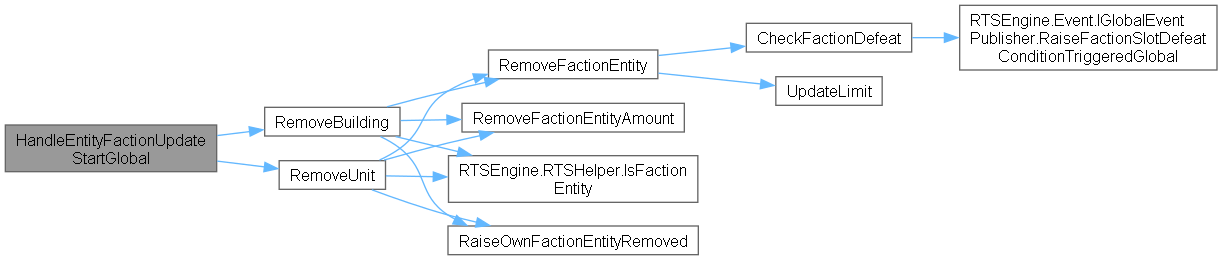 HandleEntityFactionUpdate
StartGlobal
RemoveBuilding
RemoveUnit
RemoveFactionEntity
RemoveFactionEntityAmount
RTSEngine.RTSHelper.IsFaction
Entity
RaiseOwnFactionEntityRemoved
CheckFactionDefeat
UpdateLimit
RTSEngine.Event.IGlobalEvent
Publisher.RaiseFactionSlotDefeat
ConditionTriggeredGlobal